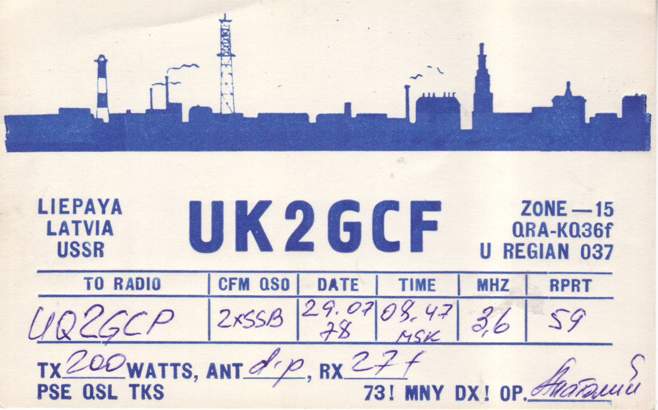 LIEPAYA
LATVIA
USSR
UK2GCF
ZONE—15
QRA-KQ36f
U REGIAN 037
TO RADIO CFM QSO DATE TIME MHZ RPRT
UQ2GCP 2xSSB 29.07 78 08.47 MSK 3,6 59
TX 200 WATTS, ANT dip, RX 27f
PSE QSL TKS 73! MNY DX! OP. Анатолий